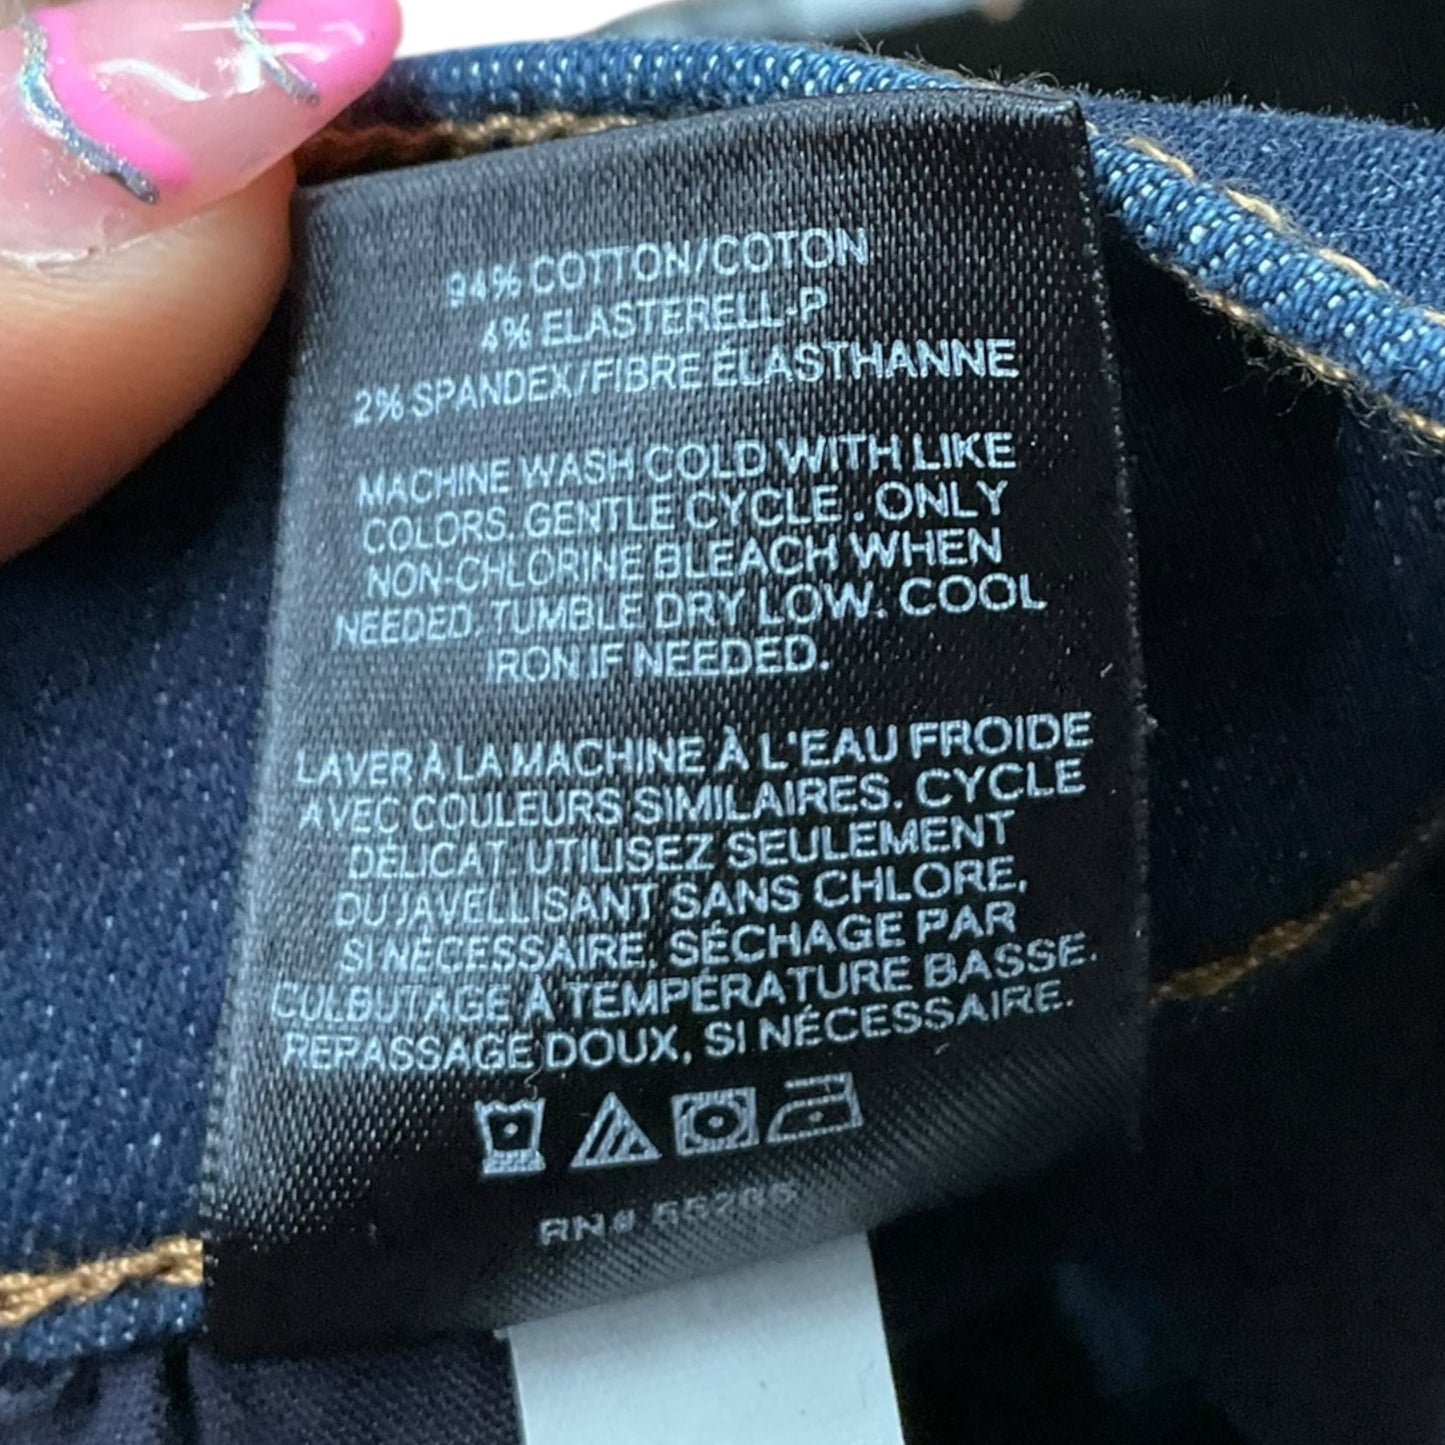 94% COTTON/COTON
4% ELASTERELL-P
2% SPANDEX/FIBRE ÉLASTHANNE
MACHINE WASH COLD WITH LIKE
COLORS. GENTLE CYCLE. ONLY
NON-CHLORINE BLEACH WHEN
NEEDED. TUMBLE DRY LOW. COOL
IRON IF NEEDED.
LAVER À LA MACHINE À L'EAU FROIDE
AVEC COULEURS SIMILAIRES. CYCLE
DÉLICAT. UTILISEZ SEULEMENT
DU JAVELLISANT SANS CHLORE,
SI NÉCESSAIRE. SÉCHAGE PAR
CULBUTAGE À TEMPÉRATURE BASSE.
REPASSAGE DOUX, SI NÉCESSAIRE.
RN#